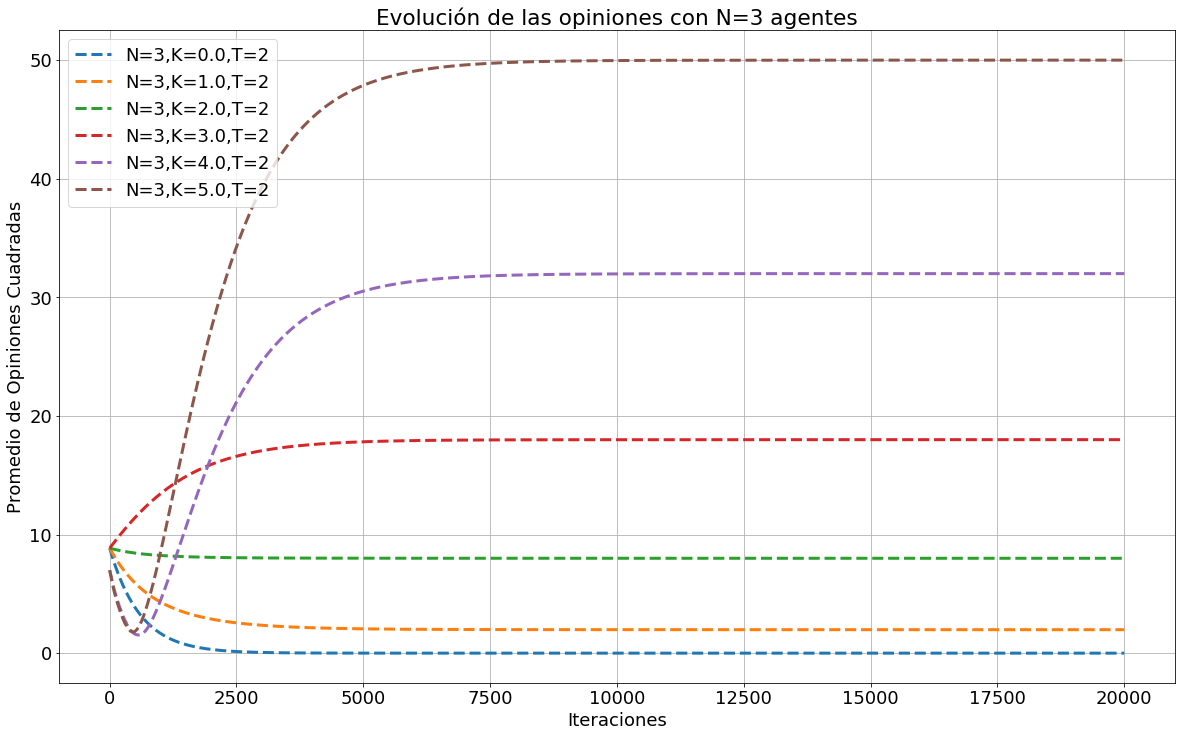 Evolución de las opiniones con N=3 agentes
N=3,K=0.0,T=2
N=3,K=1.0,T=2
N=3,K=2.0,T=2
N=3,K=3.0,T=2
N=3,K=4.0,T=2
N=3,K=5.0,T=2
Promedio de Opiniones Cuadradas
50
40
30
20
10
0
0 2500 5000 7500 10000 12500 15000 17500 20000
Iteraciones